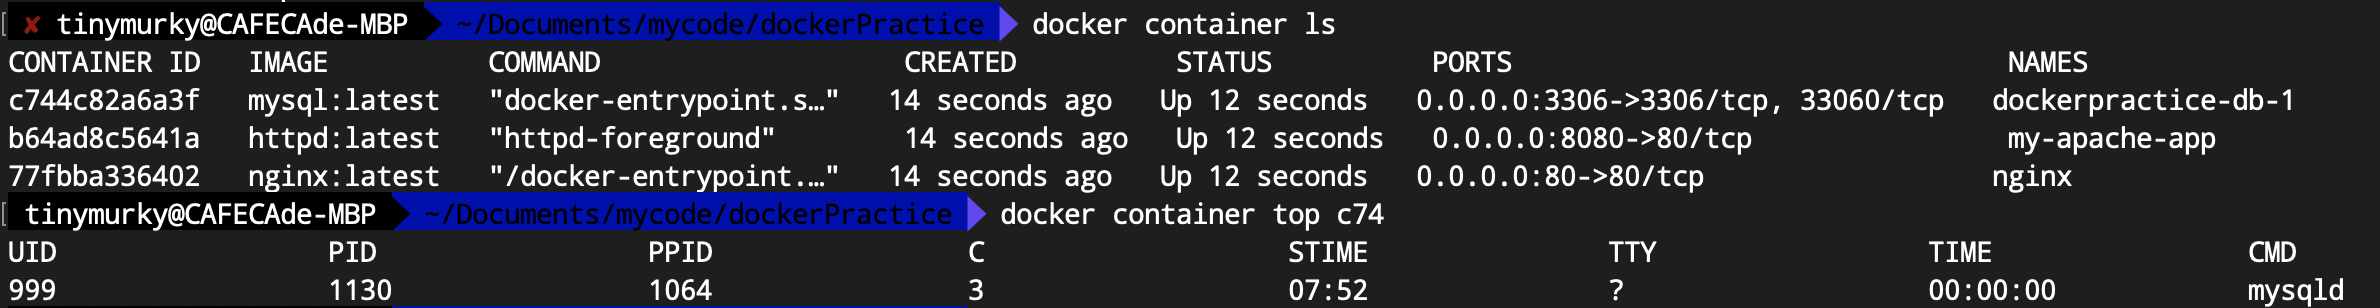 ✘ tinymurky@CAFECAde-MBP ~/Documents/mycode/dockerPractice docker container ls
CONTAINER ID IMAGE COMMAND CREATED STATUS PORTS NAMES
c744c82a6a3f mysql:latest "docker-entrypoint.s…" 14 seconds ago Up 12 seconds 0.0.0.0:3306->3306/tcp, 33060/tcp dockerpractice-db-1
b64ad8c5641a httpd:latest "httpd-foreground" 14 seconds ago Up 12 seconds 0.0.0.0:8080->80/tcp my-apache-app
77fbba336402 nginx:latest "/docker-entrypoint.…" 14 seconds ago Up 12 seconds 0.0.0.0:80->80/tcp nginx
tinymurky@CAFECAde-MBP ~/Documents/mycode/dockerPractice docker container top c74
UID PID PPID C STIME TTY TIME CMD
999 1130 1064 3 07:52 ? 00:00:00 mysqld